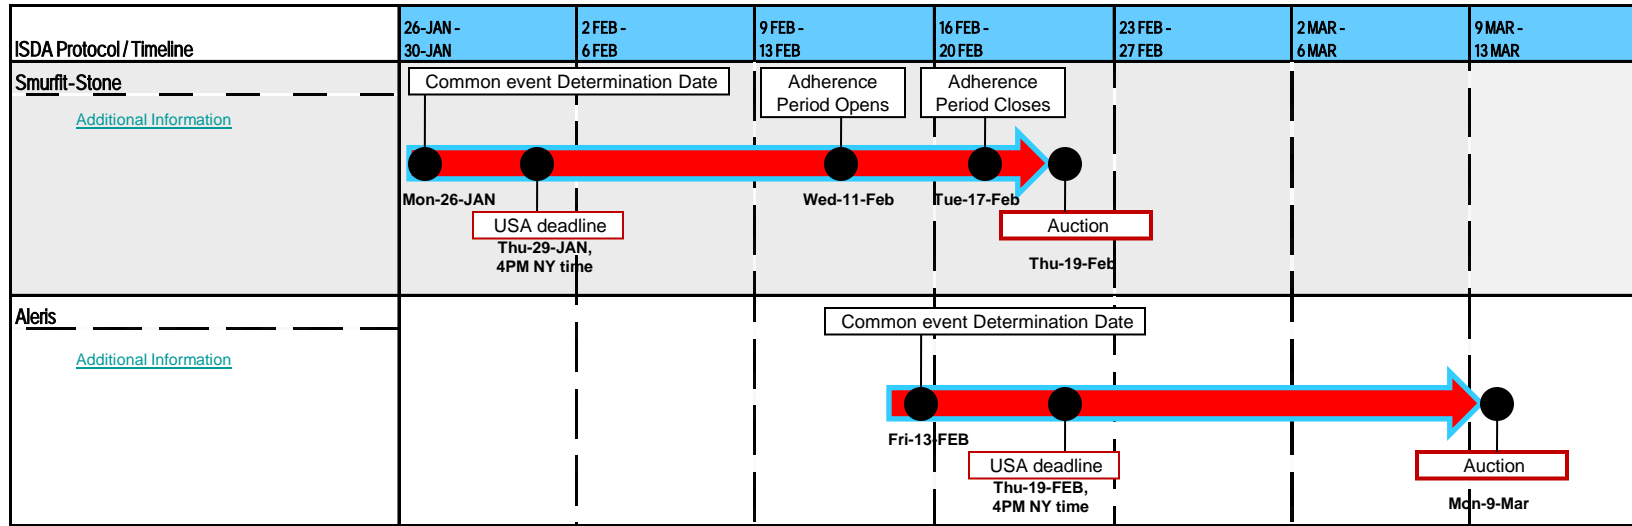 ISDA Protocol / Timeline
26-JAN -
30-JAN
2 FEB -
6 FEB
9 FEB -
13 FEB
16 FEB -
20 FEB
23 FEB -
27 FEB
2 MAR -
6 MAR
9 MAR -
13 MAR
Smurfit-Stone
Additional Information
Common event Determination Date
Adherence
Period Opens
Adherence
Period Closes
Mon-26-JAN
Wed-11-Feb
Tue-17-Feb
USA deadline
Thu-29-JAN,
4PM NY time
Auction
Thu-19-Feb
Aleris
Additional Information
Common event Determination Date
Fri-13-FEB
USA deadline
Thu-19-FEB,
4PM NY time
Auction
Mon-9-Mar